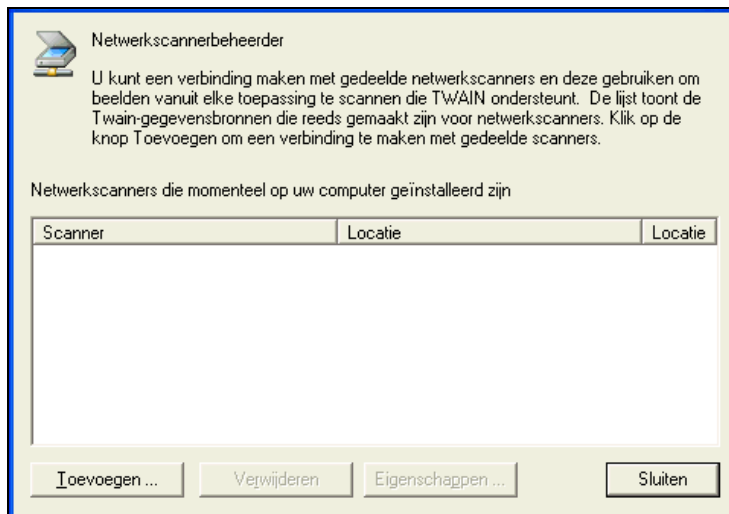 Netwerkscannerbeheerder
U kunt een verbinding maken met gedeelde netwerkscanners en deze gebruiken om
beelden vanuit elke toepassing te scannen die TWAIN ondersteunt.  De lijst toont de
Twain-gegevensbronnen die reeds gemaakt zijn voor netwerkscanners. Klik op de
knop Toevoegen om een verbinding te maken met gedeelde scanners.
Netwerkscanners die momenteel op uw computer geïnstalleerd zijn
Scanner Locatie Locatie
Toevoegen ... Verwijderen Eigenschappen ... Sluiten